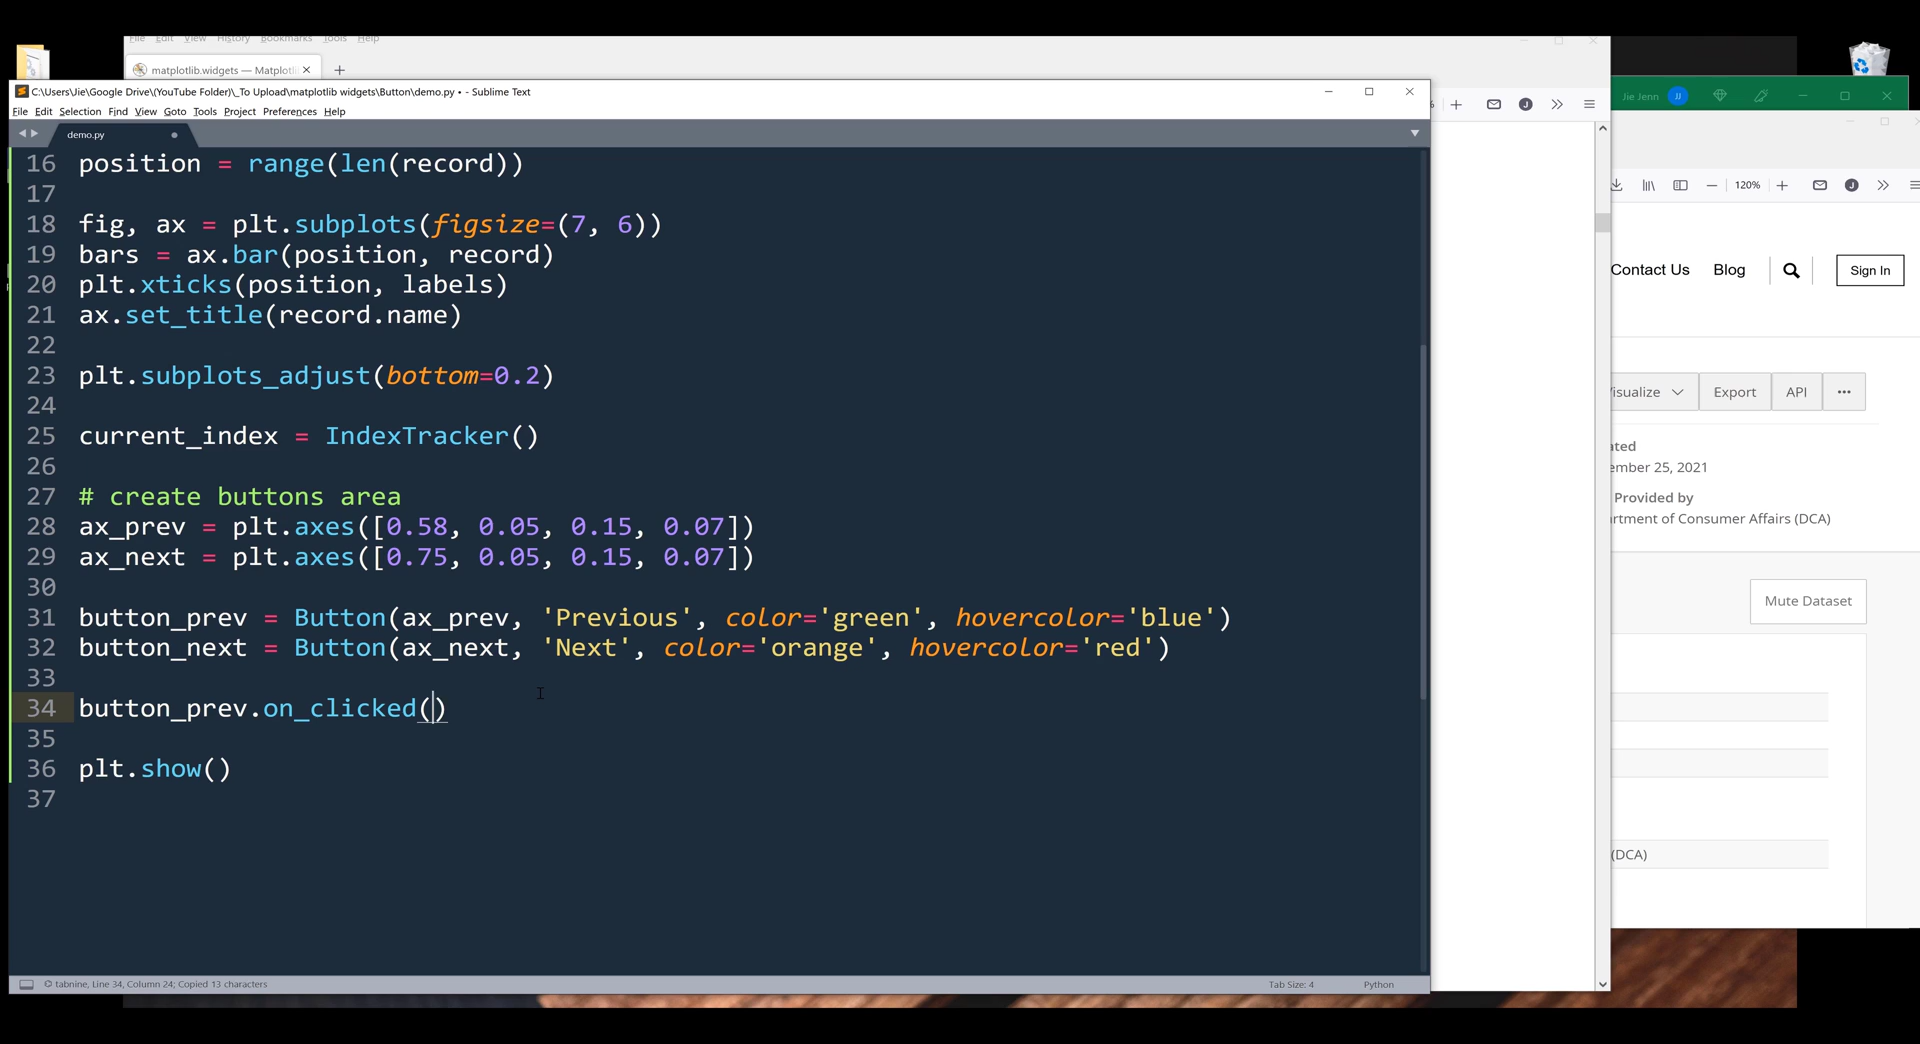 File Edit View History Bookmarks Tools Help
matplotlib.widgets — Matplotli
C:\Users\Jie\Google Drive\(YouTube Folder)\_To Upload\matplotlib widgets\Button\demo.py • - Sublime Text
File Edit Selection Find View Goto Tools Project Preferences Help
demo.py
16 position = range(len(record))
17
18 fig, ax = plt.subplots(figsize=(7, 6))
19 bars = ax.bar(position, record)
20 plt.xticks(position, labels)
21 ax.set_title(record.name)
22
23 plt.subplots_adjust(bottom=0.2)
24
25 current_index = IndexTracker()
26
27 # create buttons area
28 ax_prev = plt.axes([0.58, 0.05, 0.15, 0.07])
29 ax_next = plt.axes([0.75, 0.05, 0.15, 0.07])
30
31 button_prev = Button(ax_prev, 'Previous', color='green', hovercolor='blue')
32 button_next = Button(ax_next, 'Next', color='orange', hovercolor='red')
33
34 button_prev.on_clicked()
35
36 plt.show()
37
tabnine, Line 34, Column 24; Copied 13 characters
Tab Size: 4 Python
J
Jie Jenn JJ
120% J
Contact Us Blog Sign In
isualize Export API
ated
ember 25, 2021
Provided by
rtment of Consumer Affairs (DCA)
Mute Dataset
(DCA)